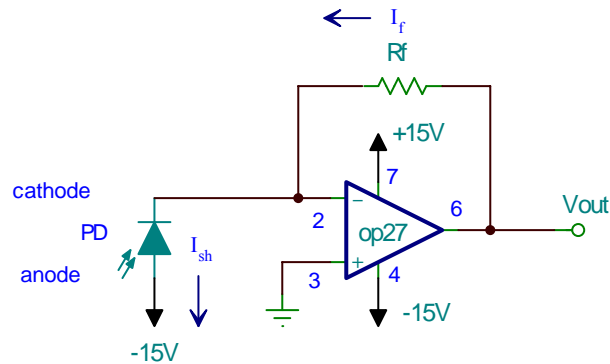 I_f
Rf
+15V
7
cathode
2
−
6
Vout
PD
I_sh
op27
anode
3
+
4
-15V
-15V